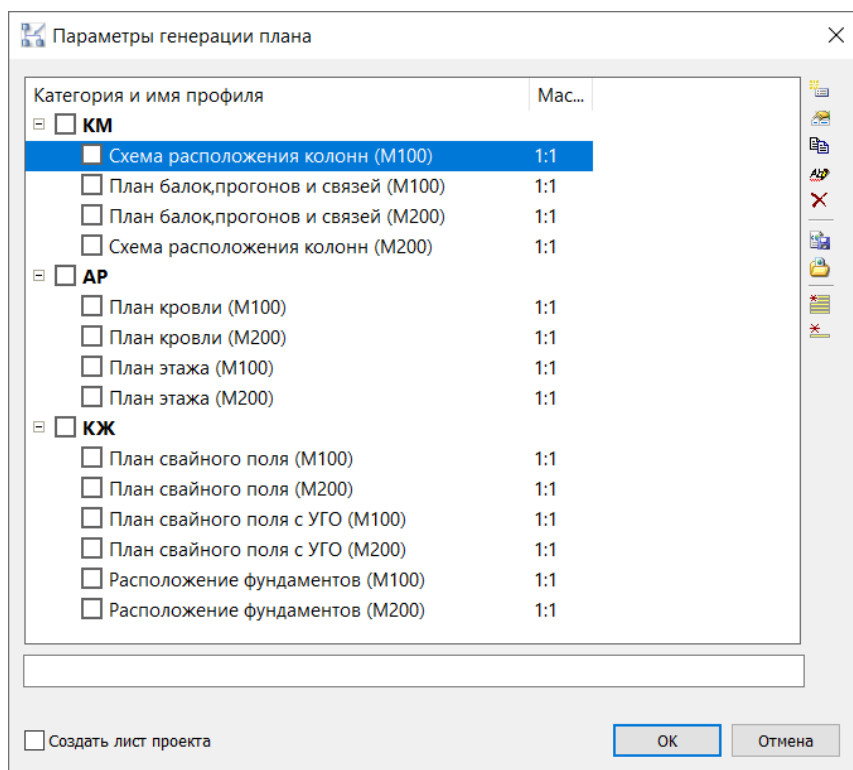 Параметры генерации плана
Категория и имя профиля Мас...
КМ
Схема расположения колонн (М100) 1:1
План балок,прогонов и связей (М100) 1:1
План балок,прогонов и связей (М200) 1:1
Схема расположения колонн (М200) 1:1
АР
План кровли (М100) 1:1
План кровли (М200) 1:1
План этажа (М100) 1:1
План этажа (М200) 1:1
КЖ
План свайного поля (М100) 1:1
План свайного поля (М200) 1:1
План свайного поля с УГО (М100) 1:1
План свайного поля с УГО (М200) 1:1
Расположение фундаментов (М100) 1:1
Расположение фундаментов (М200) 1:1
Создать лист проекта ОК Отмена